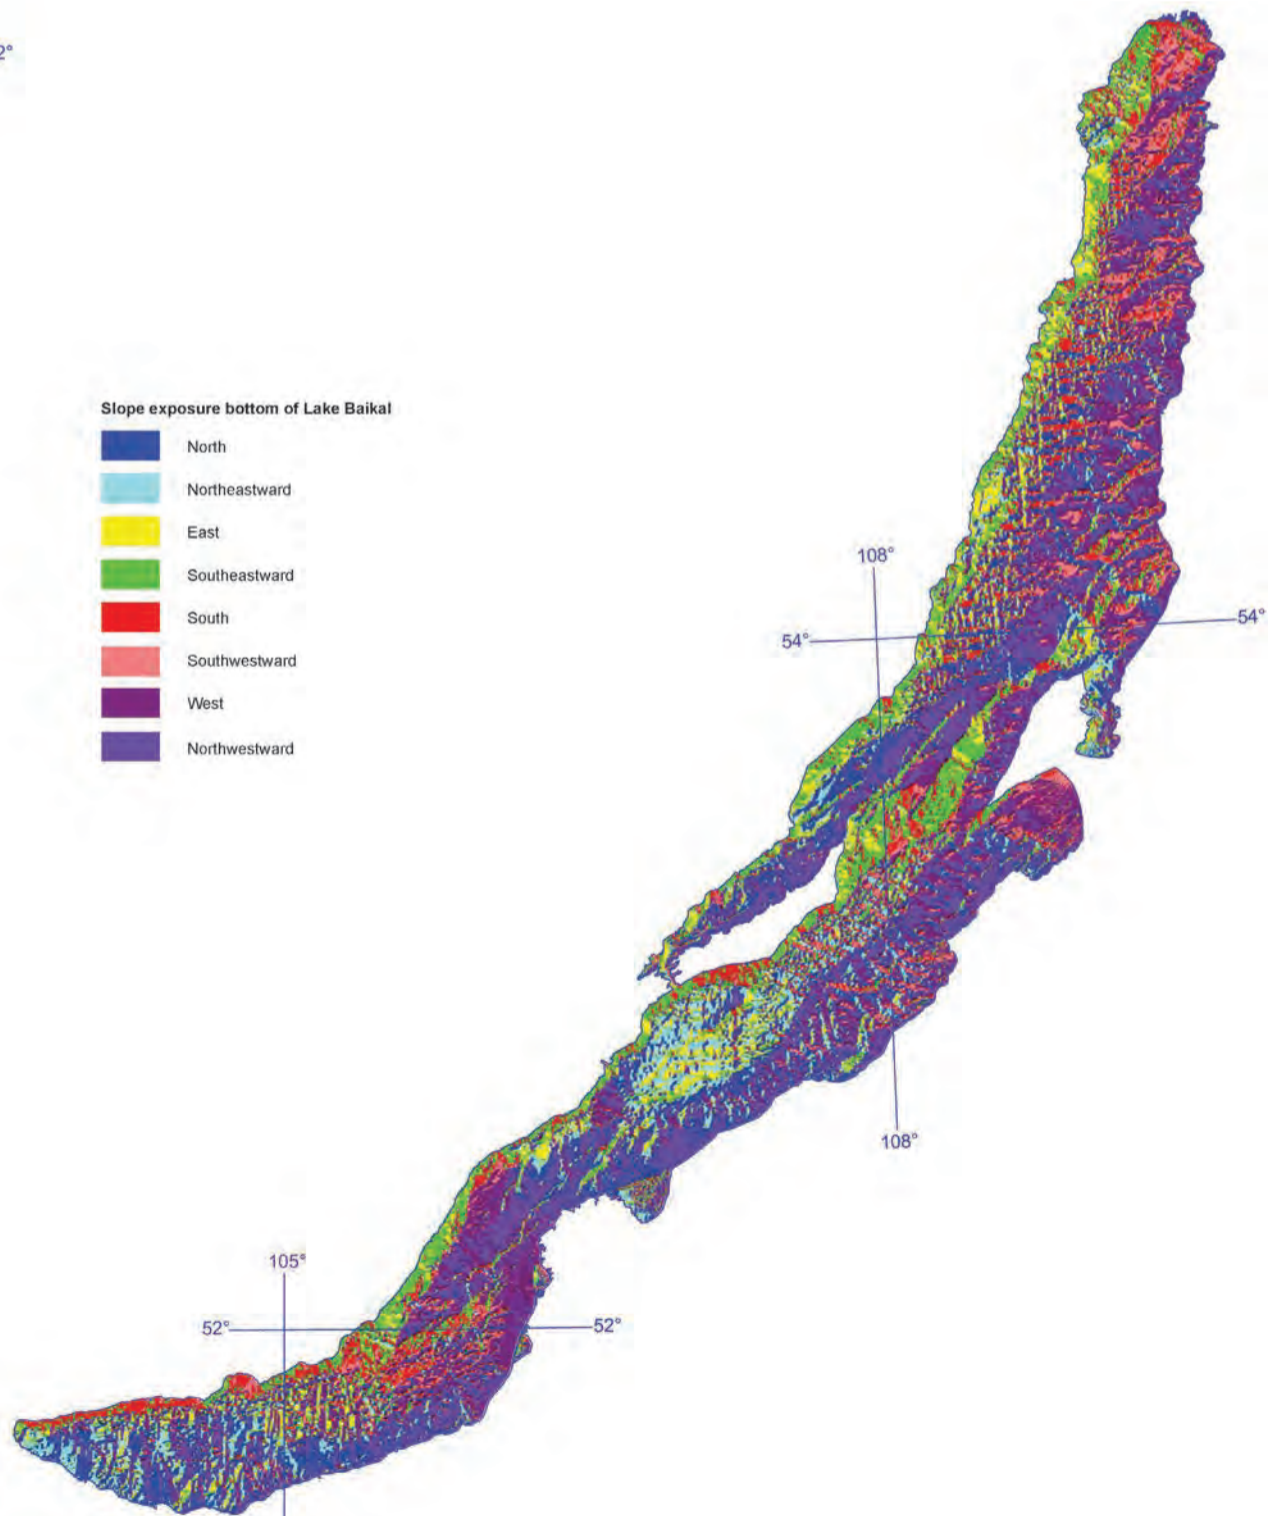 2°
Slope exposure bottom of Lake Baikal
North
Northeastward
East
Southeastward
South
Southwestward
West
Northwestward
108°
54°
54°
108°
105°
52°
52°